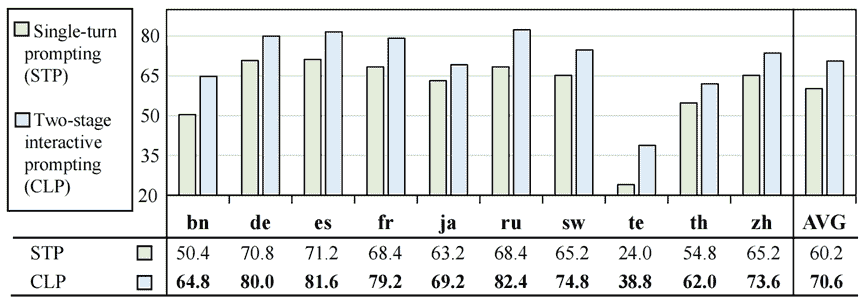 Single-turn
prompting
(STP)
Two-stage
interactive
prompting
(CLP)
80
65
50
35
20
bn de es fr ja ru sw te th zh AVG
STP 50.4 70.8 71.2 68.4 63.2 68.4 65.2 24.0 54.8 65.2 60.2
CLP 64.8 80.0 81.6 79.2 69.2 82.4 74.8 38.8 62.0 73.6 70.6